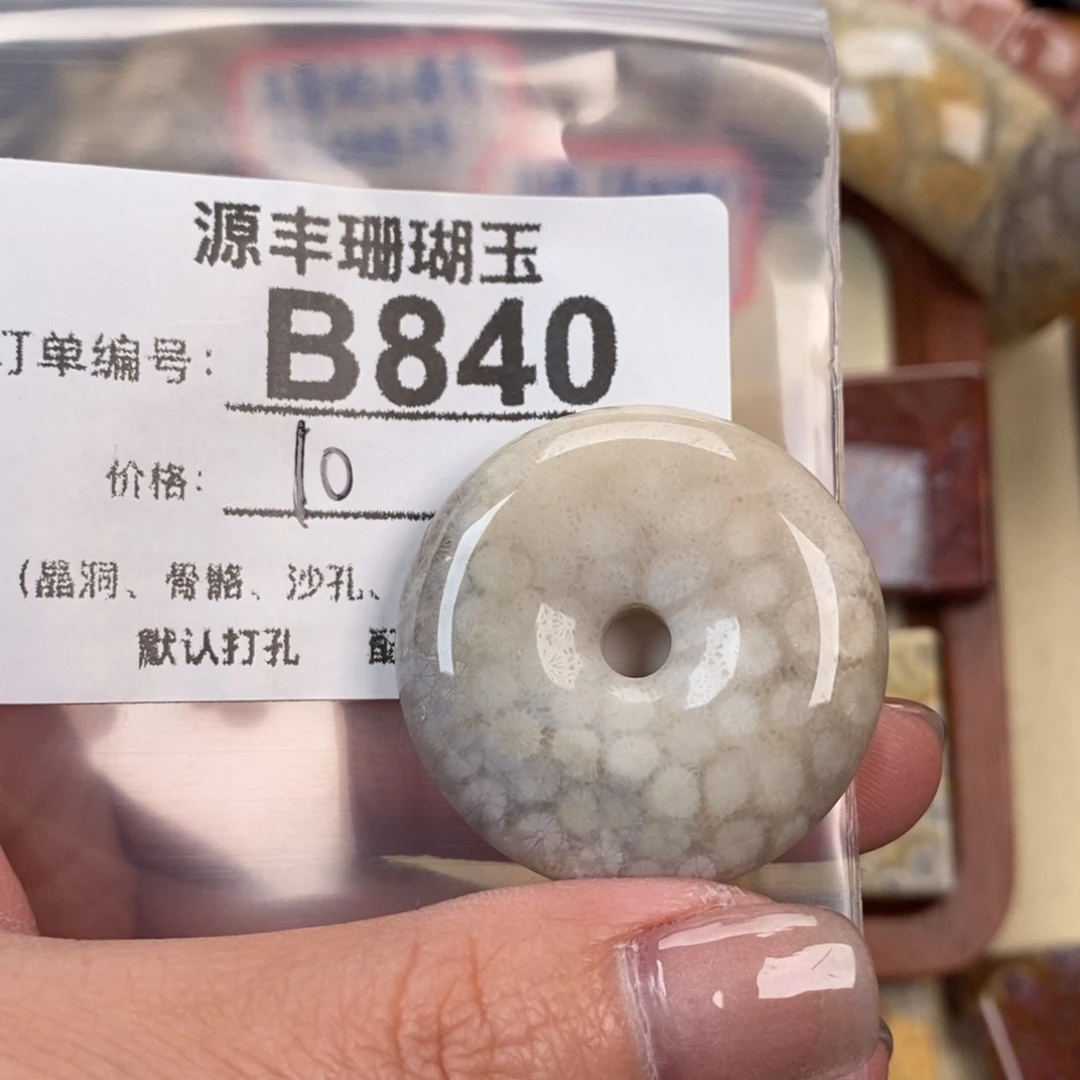 源丰珊瑚玉
订单编号: B840
价格: 10
(晶洞、骨骼、沙孔、
默认打孔 配